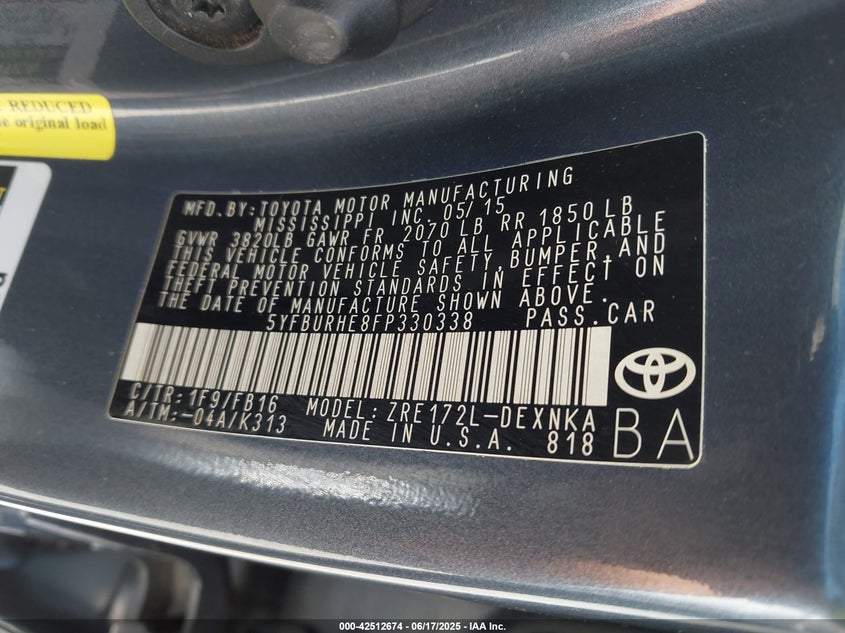 REDUCED
e original load
MFD.BY:TOYOTA MOTOR MANUFACTURING
MISSISSIPPI INC. 05/15
GVWR 3820LB GAWR FR 2070 LB RR 1850LB
THIS VEHICLE CONFORMS TO ALL APPLICABLE
FEDERAL MOTOR VEHICLE SAFETY,BUMPER,AND
THEFT PREVENTION STANDARDS IN EFFECT ON
THE DATE OF MANUFACTURE SHOWN ABOVE.
5YFBURHE8FP330338 PASS.CAR
C/TR: 1F9/FB16 MODEL: ZRE172L-DEXNKA
A/TM:-04A/K313 MADE IN U.S.A. 818
BA
000-42512674 - 06/17/2025 - IAA Inc.